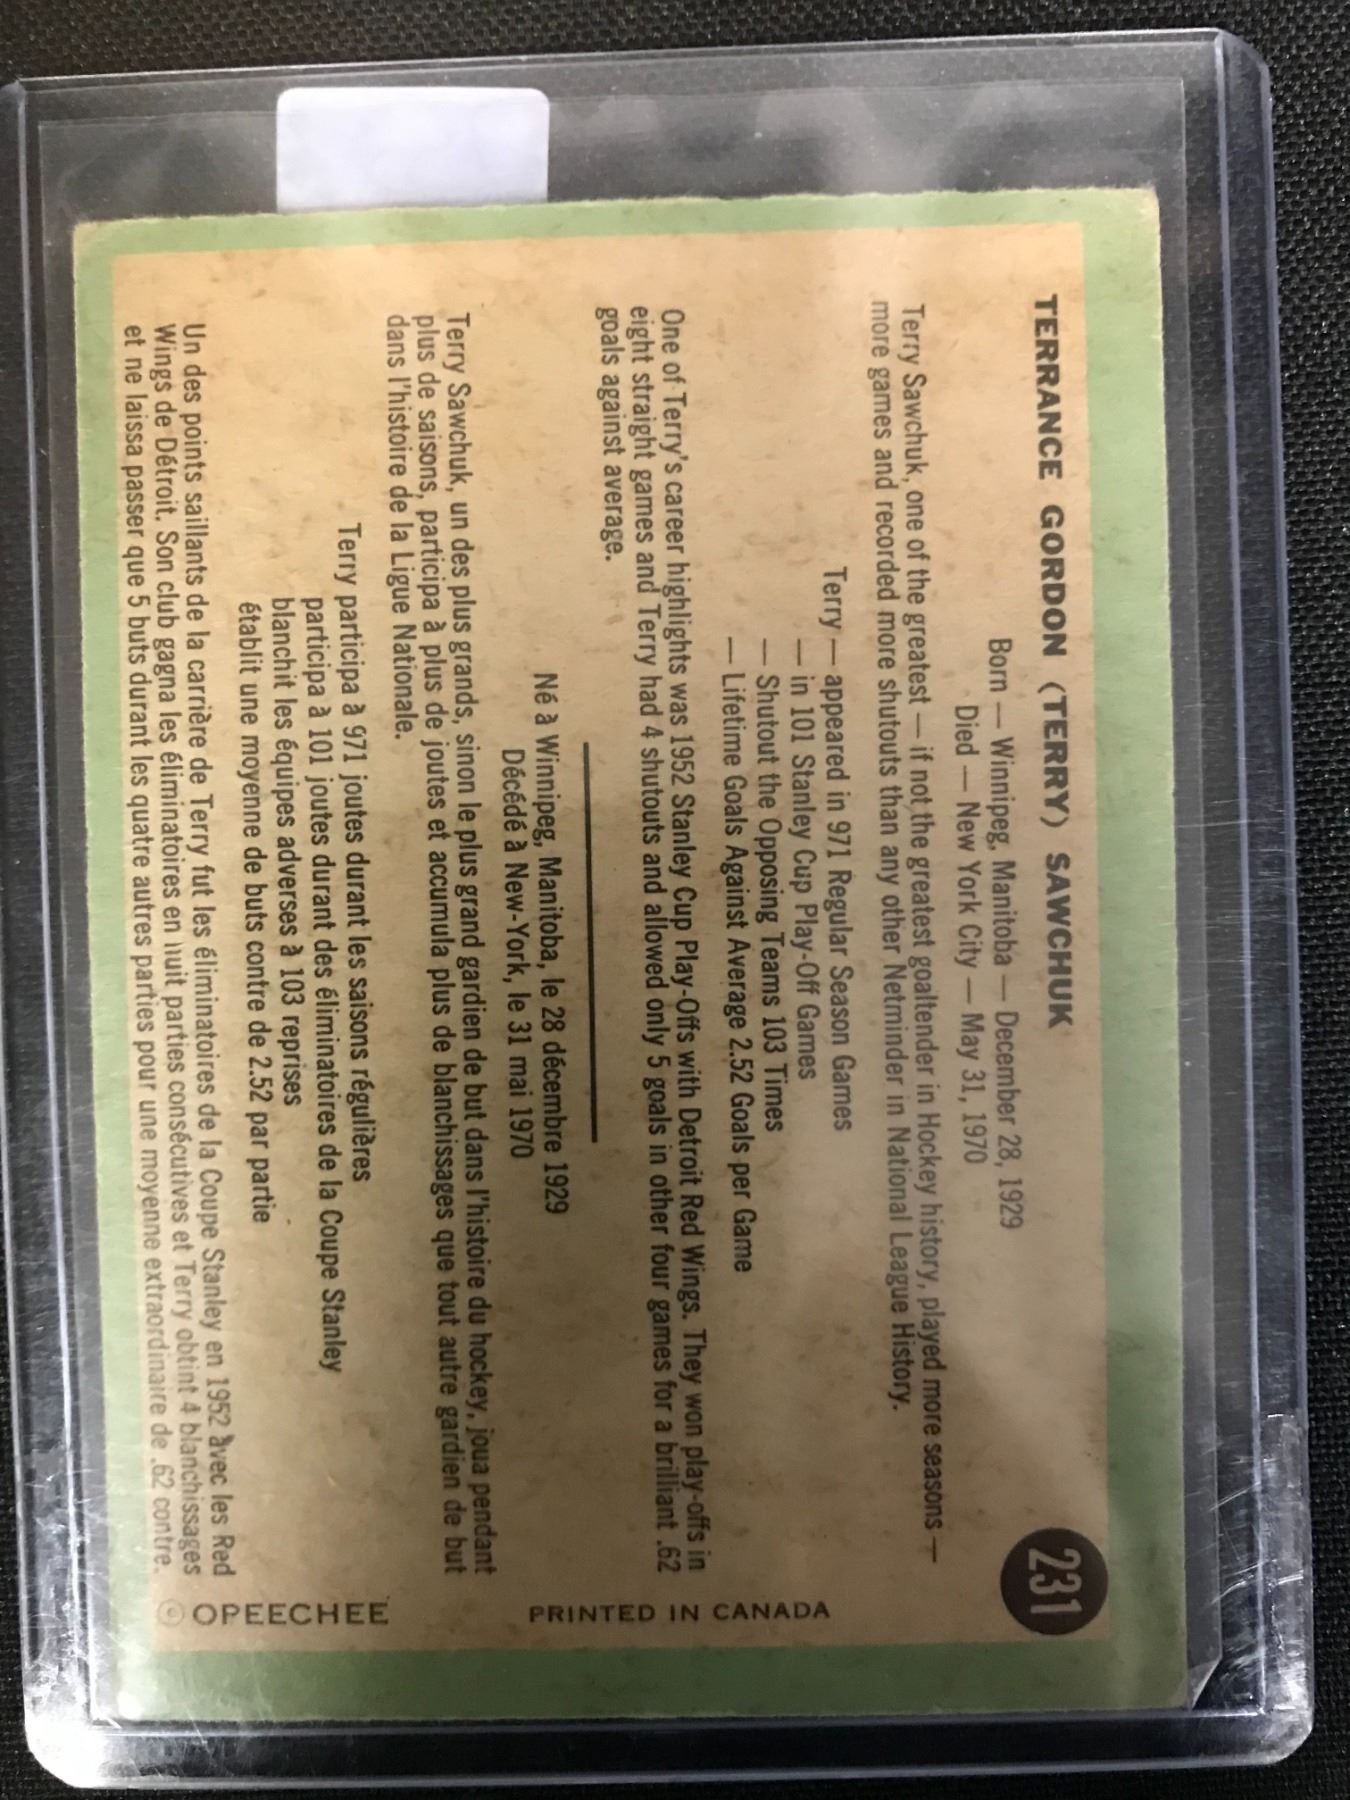 TERRANCE GORDON (TERRY) SAWCHUK
231
Born — Winnipeg, Manitoba — December 28, 1929
Died — New York City — May 31, 1970
Terry Sawchuk, one of the greatest — if not the greatest goaltender in Hockey history, played more seasons —
more games and recorded more shutouts than any other Netminder in National League History.
Terry — appeared in 971 Regular Season Games
— in 101 Stanley Cup Play-Off Games
— Shutout the Opposing Teams 103 Times
— Lifetime Goals Against Average 2.52 Goals per Game
One of Terry's career highlights was 1952 Stanley Cup Play-Offs with Detroit Red Wings. They won play-offs in
eight straight games and Terry had 4 shutouts and allowed only 5 goals in other four games for a brilliant .62
goals against average.
Né à Winnipeg, Manitoba, le 28 décembre 1929
Décédé à New-York, le 31 mai 1970
Terry Sawchuk, un des plus grands, sinon le plus grand gardien de but dans l'histoire du hockey, joua pendant
plus de saisons, participa à plus de joutes et accumula plus de blanchissages que tout autre gardien de but
dans l'histoire de la Ligue Nationale.
Terry participa à 971 joutes durant les saisons régulières
participa à 101 joutes durant des éliminatoires de la Coupe Stanley
blanchit les équipes adverses à 103 reprises
établit une moyenne de buts contre de 2.52 par partie
Un des points saillants de la carrière de Terry fut les éliminatoires de la Coupe Stanley en 1952 avec les Red
Wings de Détroit. Son club gagna les éliminatoires en huit parties consécutives et Terry obtint 4 blanchissages
et ne laissa passer que 5 buts durant les quatre autres parties pour une moyenne extraordinaire de .62 contre.
© OPEECHEE
PRINTED IN CANADA